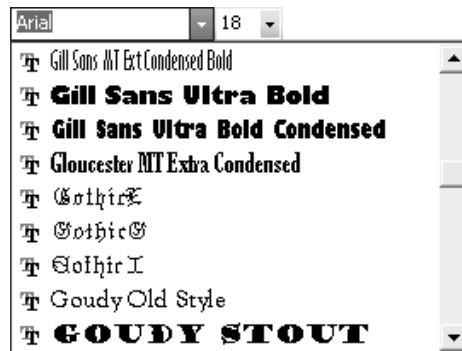 Arial 18
Gill Sans MT Ext Condensed Bold
Gill Sans Ultra Bold
Gill Sans Ultra Bold Condensed
Gloucester MT Extra Condensed
GothicE
GothicG
GothicI
Goudy Old Style
GOUDY STOUT